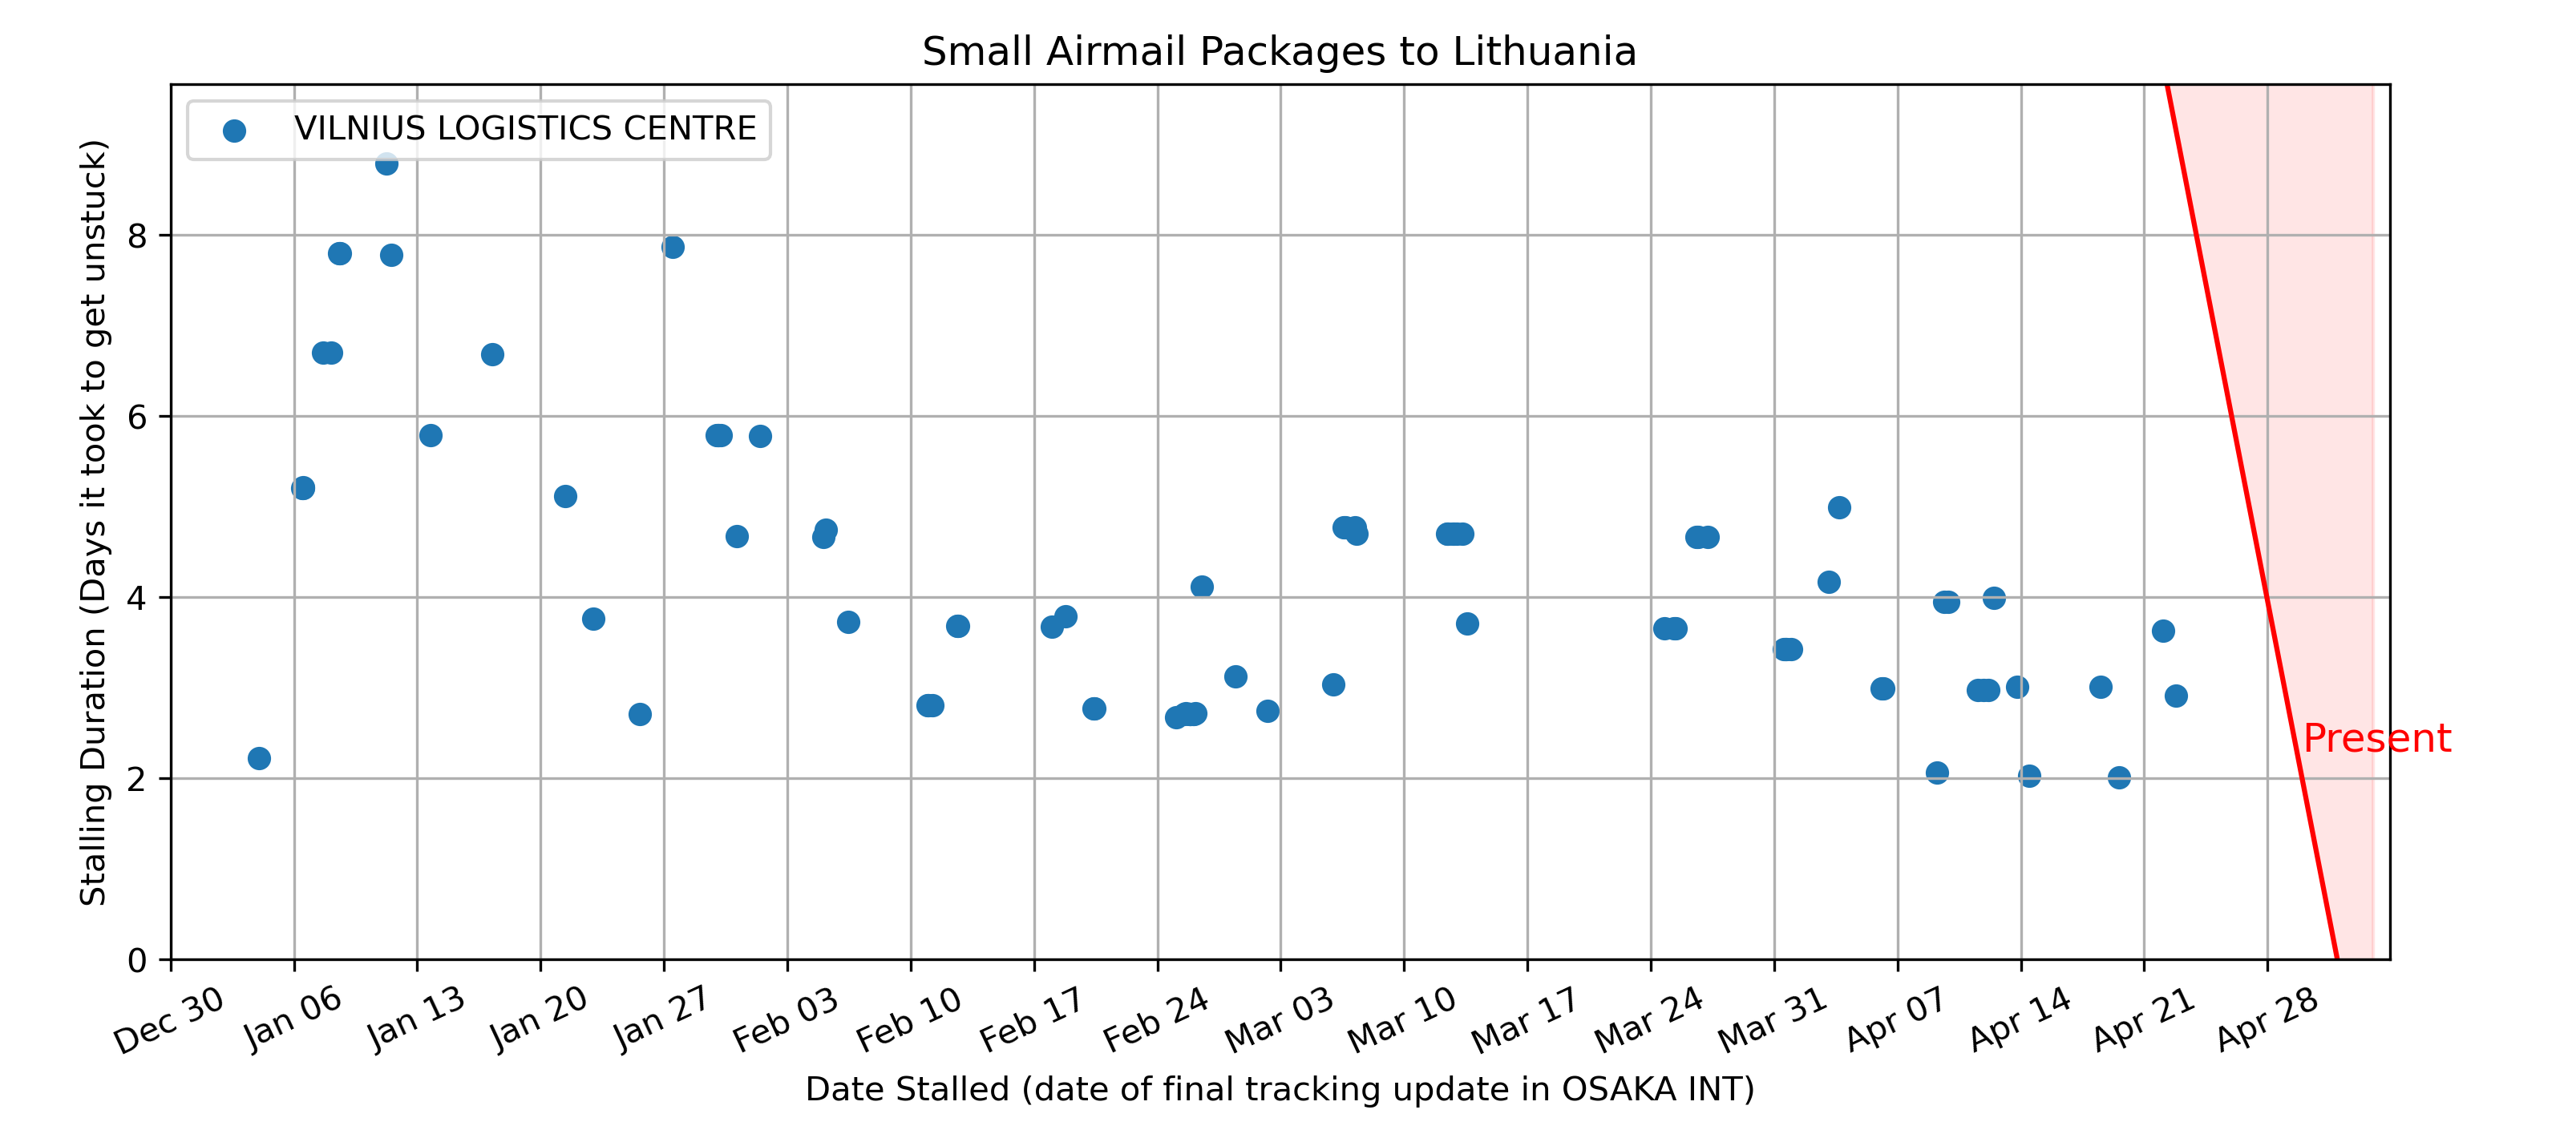 Small Airmail Packages to Lithuania
VILNIUS LOGISTICS CENTRE
Stalling Duration (Days it took to get unstuck)
8
6
4
2
0
Present
Dec 30
Jan 06
Jan 13
Jan 20
Jan 27
Feb 03
Feb 10
Feb 17
Feb 24
Mar 03
Mar 10
Mar 17
Mar 24
Mar 31
Apr 07
Apr 14
Apr 21
Apr 28
Date Stalled (date of final tracking update in OSAKA INT)